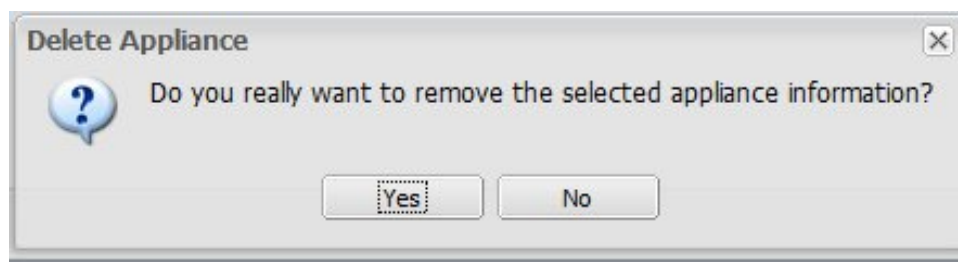 Delete Appliance
Do you really want to remove the selected appliance information?
Yes
No